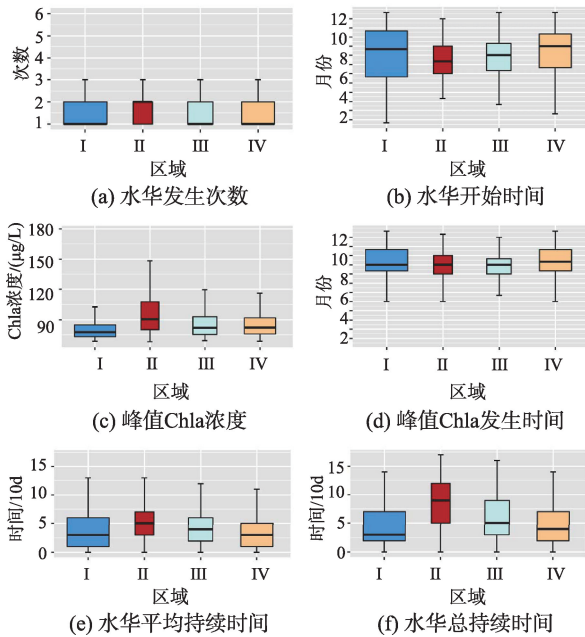 6
5
4
3
2
1
次数
I II III IV
区域
(a) 水华发生次数
12
10
8
6
4
2
月份
I II III IV
区域
(b) 水华开始时间
180
150
120
90
Chla浓度/(μg/L)
I II III IV
区域
(c) 峰值Chla浓度
12
10
8
6
4
2
月份
I II III IV
区域
(d) 峰值Chla发生时间
15
10
5
0
时间/10d
I II III IV
区域
(e) 水华平均持续时间
15
10
5
0
时间/10d
I II III IV
区域
(f) 水华总持续时间